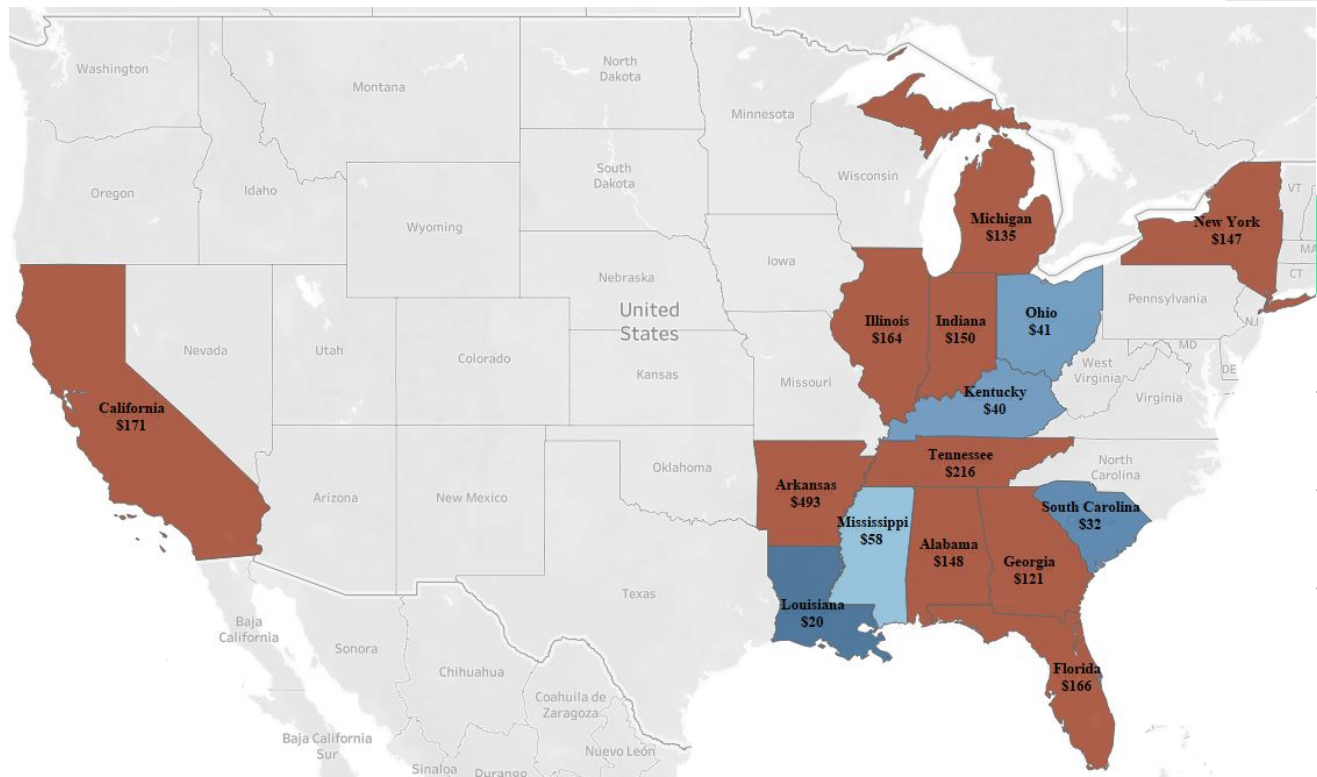 Washington
Montana
North
Dakota
Minnesota
Oregon
Idaho
South
Dakota
Wisconsin
Wyoming
Michigan
$135
New York
$147
VT
MA
CT
Iowa
Nebraska
United
States
Nevada
Utah
Colorado
Kansas
Missouri
Illinois
$164
Indiana
$150
Ohio
$41
Pennsylvania
NJ
MD
DE
West
Virginia
Virginia
Kentucky
$40
California
$171
Arizona
New Mexico
Oklahoma
Arkansas
$493
Tennessee
$216
North
Carolina
South Carolina
$32
Mississippi
$58
Alabama
$148
Georgia
$121
Texas
Louisiana
$20
Florida
$166
Baja
California
Sonora
Chihuahua
Coahuila de
Zaragoza
Baja California
Sur
Nuevo León
Sinaloa
Durango